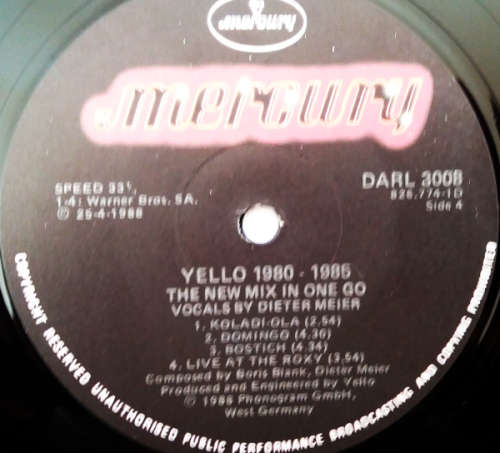 mercury
mercury
SPEED 33⅓
1-4: Warner Bros. SA.
℗ 25-4-1986
DARL 3008
826.774-1D
Side 4
YELLO 1980 - 1985
THE NEW MIX IN ONE GO
VOCALS BY DIETER MEIER
1. KOLADI-OLA (2.54)
2. DOMINGO (4.30)
3. BOSTICH (4.34)
4. LIVE AT THE ROXY (3.54)
Composed by Boris Blank, Dieter Meier
Produced and Engineered by Yello
℗ 1986 Phonogram GmbH,
West Germany
COPYRIGHT RESERVED UNAUTHORISED PUBLIC PERFORMANCE BROADCASTING AND COPYING PROHIBITED